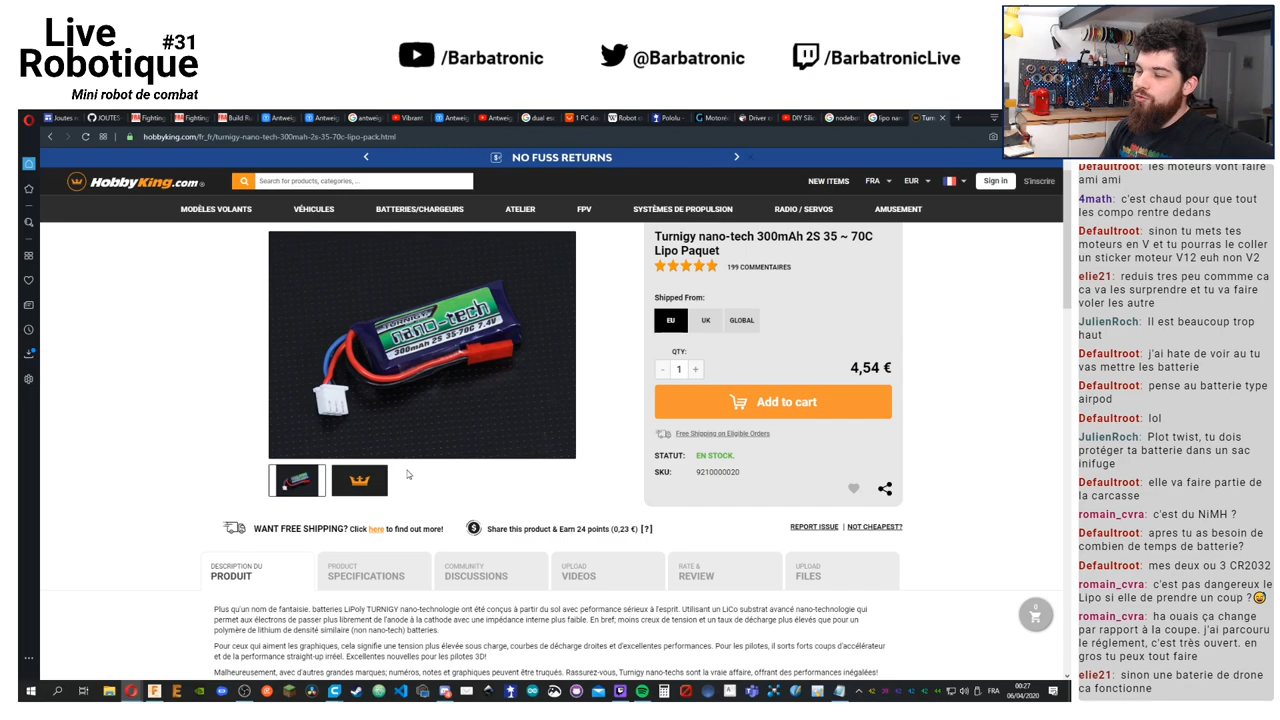 Live
Robotique #31
Mini robot de combat
/Barbatronic
@Barbatronic
/BarbatronicLive
hobbyking.com/fr_fr/turnigy-nano-tech-300mah-2s-35-70c-lipo-pack.html
NO FUSS RETURNS
HobbyKing.com
Search for products, categories, ...
NEW ITEMS FRA EUR Sign in S'inscrire
MODÈLES VOLANTS VÉHICULES BATTERIES/CHARGEURS ATELIER FPV SYSTÈMES DE PROPULSION RADIO / SERVOS AMUSEMENT
TURNIGY
nano-tech
300mAh 2S 35-70C 7.4V
Turnigy nano-tech 300mAh 2S 35 ~ 70C
Lipo Paquet
199 COMMENTAIRES
Shipped From:
EU UK GLOBAL
QTY:
- 1 + 4,54 €
Add to cart
Free Shipping on Eligible Orders
STATUT: EN STOCK.
SKU: 9210000020
WANT FREE SHIPPING? Click here to find out more!
Share this product & Earn 24 points (0,23 €) [?]
REPORT ISSUE | NOT CHEAPEST?
DESCRIPTION DU
PRODUIT
PRODUCT
SPECIFICATIONS
COMMUNITY
DISCUSSIONS
UPLOAD
VIDEOS
RATE &
REVIEW
UPLOAD
FILES
Plus qu'un nom de fantaisie. batteries LiPoly TURNIGY nano-technologie ont été conçus à partir du sol avec peformance sérieux à l'esprit. Utilisant un LiCo substrat avancé nano-technologie qui
permet aux électrons de passer plus librement de l'anode à la cathode avec une impédance interne plus faible. En bref; moins creux de tension et un taux de décharge plus élevés que pour un
polymère de lithium de densité similaire (non nano-tech) batteries.
Pour ceux qui aiment les graphiques, cela signifie une tension plus élevée sous charge, courbes de décharge droites et d'excellentes performances. Pour les pilotes, il sorts forts coups d'accélérateur
et de la performance straight-up irréel. Excellentes nouvelles pour les pilotes 3D!
Malheureusement, avec d'autres grandes marques; numéros, notes et graphiques peuvent être truqués. Rassurez-vous, Turnigy nano-techs sont la vraie affaire, offrant des performances inégalées!
0
FRA
00:27
06/04/2020
Defaultroot: les moteurs vont faire
ami ami
4math: c'est chaud pour que tout
les compo rentre dedans
Defaultroot: sinon tu mets tes
moteurs en V et tu pourras le coller
un sticker moteur V12 euh non V2
elie21: reduis tres peu commme ca
ca va les surprendre et tu va faire
voler les autre
JulienRoch: Il est beaucoup trop
haut
Defaultroot: j'ai hate de voir au tu
vas mettre les batterie
Defaultroot: pense au batterie type
airpod
Defaultroot: lol
JulienRoch: Plot twist, tu dois
protéger ta batterie dans un sac
inifuge
Defaultroot: elle va faire partie de
la carcasse
romain_cvra: c'est du NiMH ?
Defaultroot: apres tu as besoin de
combien de temps de batterie?
Defaultroot: mes deux ou 3 CR2032
romain_cvra: c'est pas dangereux le
Lipo si elle de prendre un coup ?
romain_cvra: ha ouais ça change
par rapport à la coupe. j'ai parcouru
le réglement, c'est très ouvert. en
gros tu peux tout faire
elie21: sinon une baterie de drone
ca fonctionne